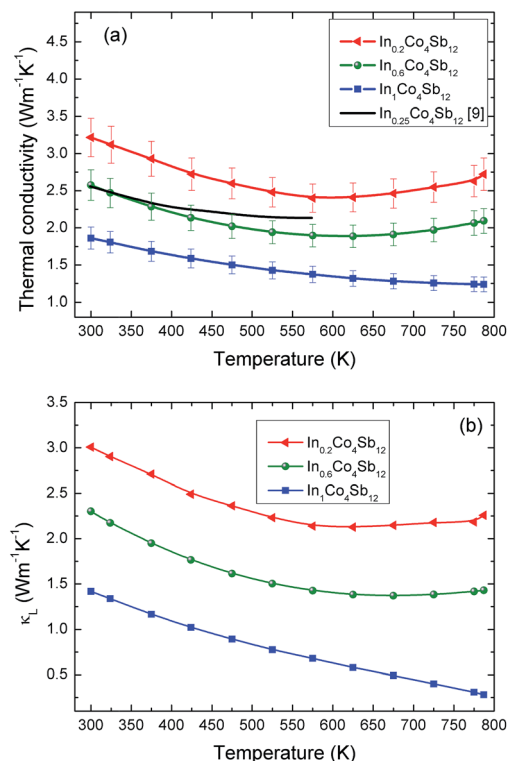 (a)
In0.2Co4Sb12
In0.6Co4Sb12
In1Co4Sb12
In0.25Co4Sb12 [9]
Thermal conductivity (Wm-1K-1)
4.5
4.0
3.5
3.0
2.5
2.0
1.5
1.0
300 350 400 450 500 550 600 650 700 750 800
Temperature (K)
(b)
In0.2Co4Sb12
In0.6Co4Sb12
In1Co4Sb12
κL (Wm-1K-1)
3.5
3.0
2.5
2.0
1.5
1.0
0.5
300 350 400 450 500 550 600 650 700 750 800
Temperature (K)